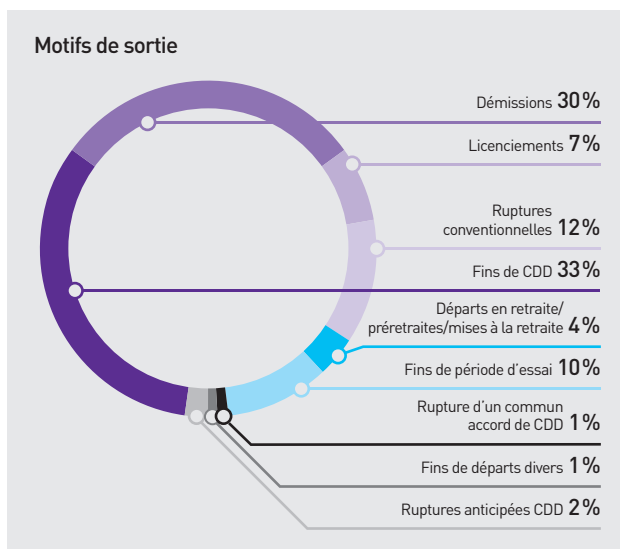 Motifs de sortie
Démissions 30 %
Licenciements 7 %
Ruptures
conventionnelles 12 %
Fins de CDD 33 %
Départs en retraite/
préretraites/mises à la retraite 4 %
Fins de période d'essai 10 %
Rupture d'un commun
accord de CDD 1 %
Fins de départs divers 1 %
Ruptures anticipées CDD 2 %